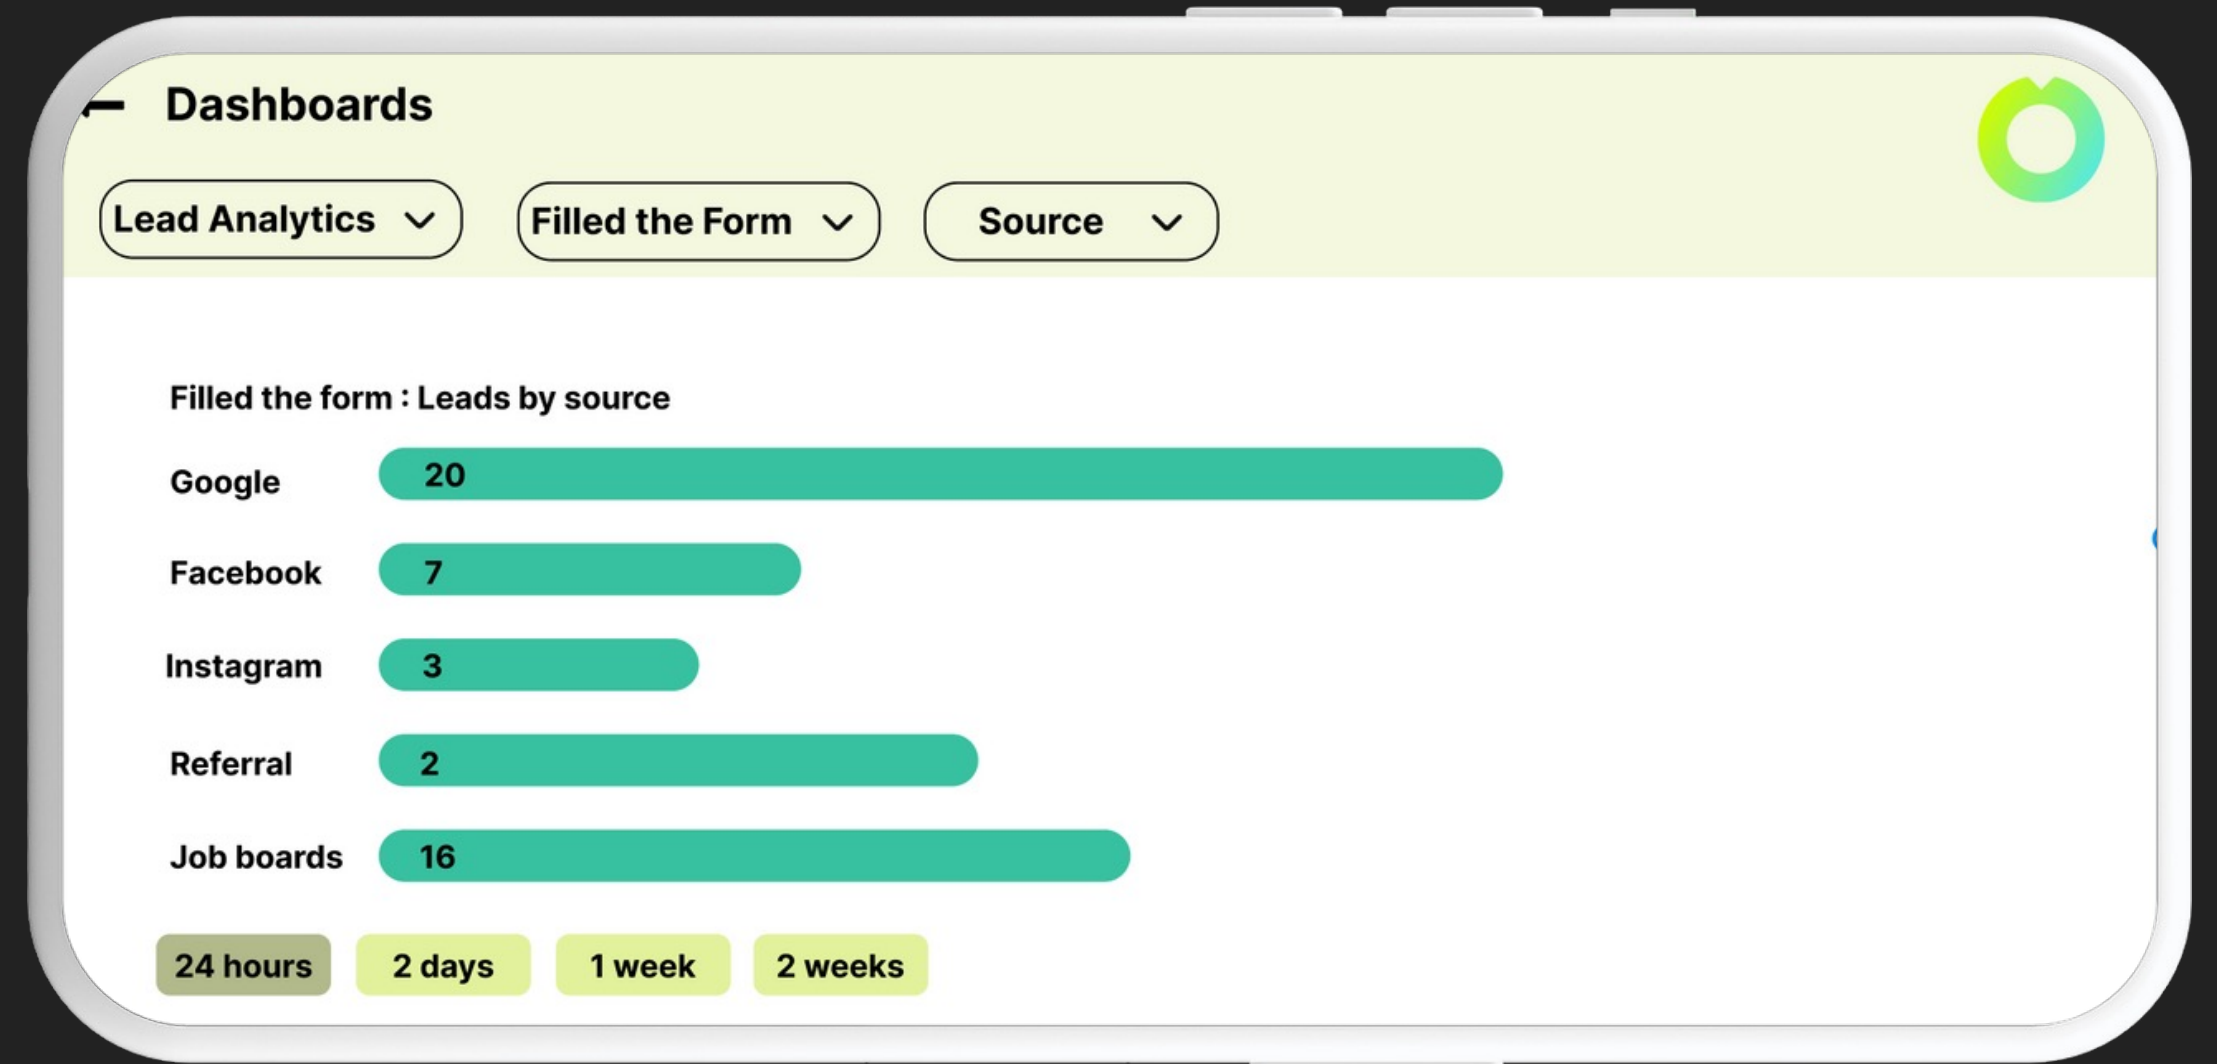 Dashboards
Lead Analytics
Filled the Form
Source
Filled the form : Leads by source
Google 20
Facebook 7
Instagram 3
Referral 2
Job boards 16
24 hours 2 days 1 week 2 weeks